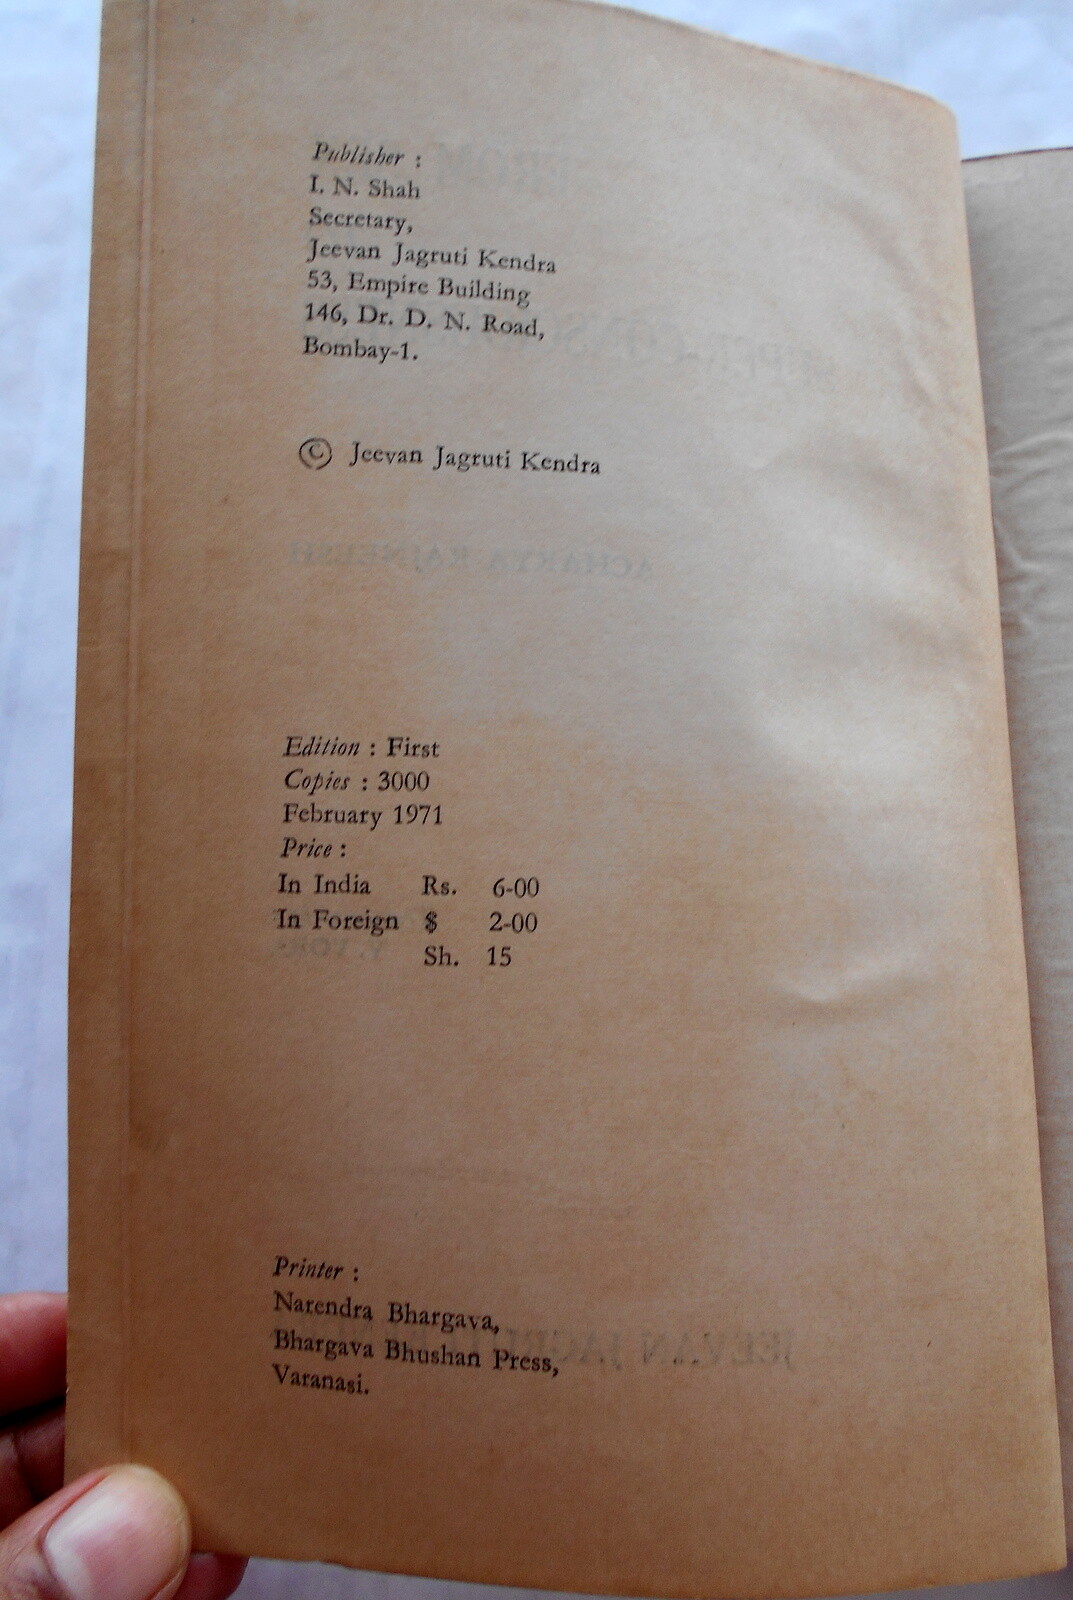 Publisher :
I. N. Shah
Secretary,
Jeevan Jagruti Kendra
53, Empire Building
146, Dr. D. N. Road,
Bombay-1.
© Jeevan Jagruti Kendra
ACHARYA RAJNEESH
Edition : First
Copies : 3000
February 1971
Price :
In India Rs. 6-00
In Foreign $ 2-00
Sh. 15
Printer :
Narendra Bhargava,
Bhargava Bhushan Press,
Varanasi.